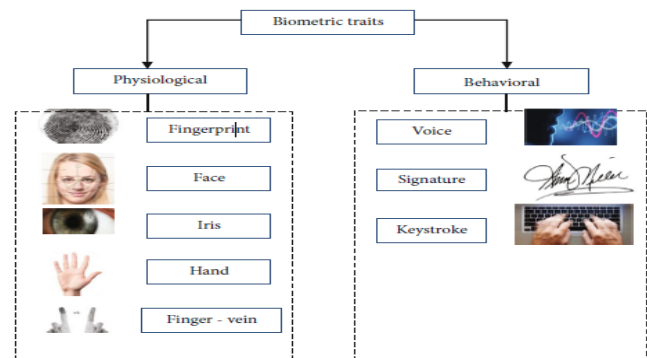 Biometric traits
Physiological
Behavioral
Fingerprint
Face
Iris
Hand
Finger - vein
Voice
Signature
Keystroke